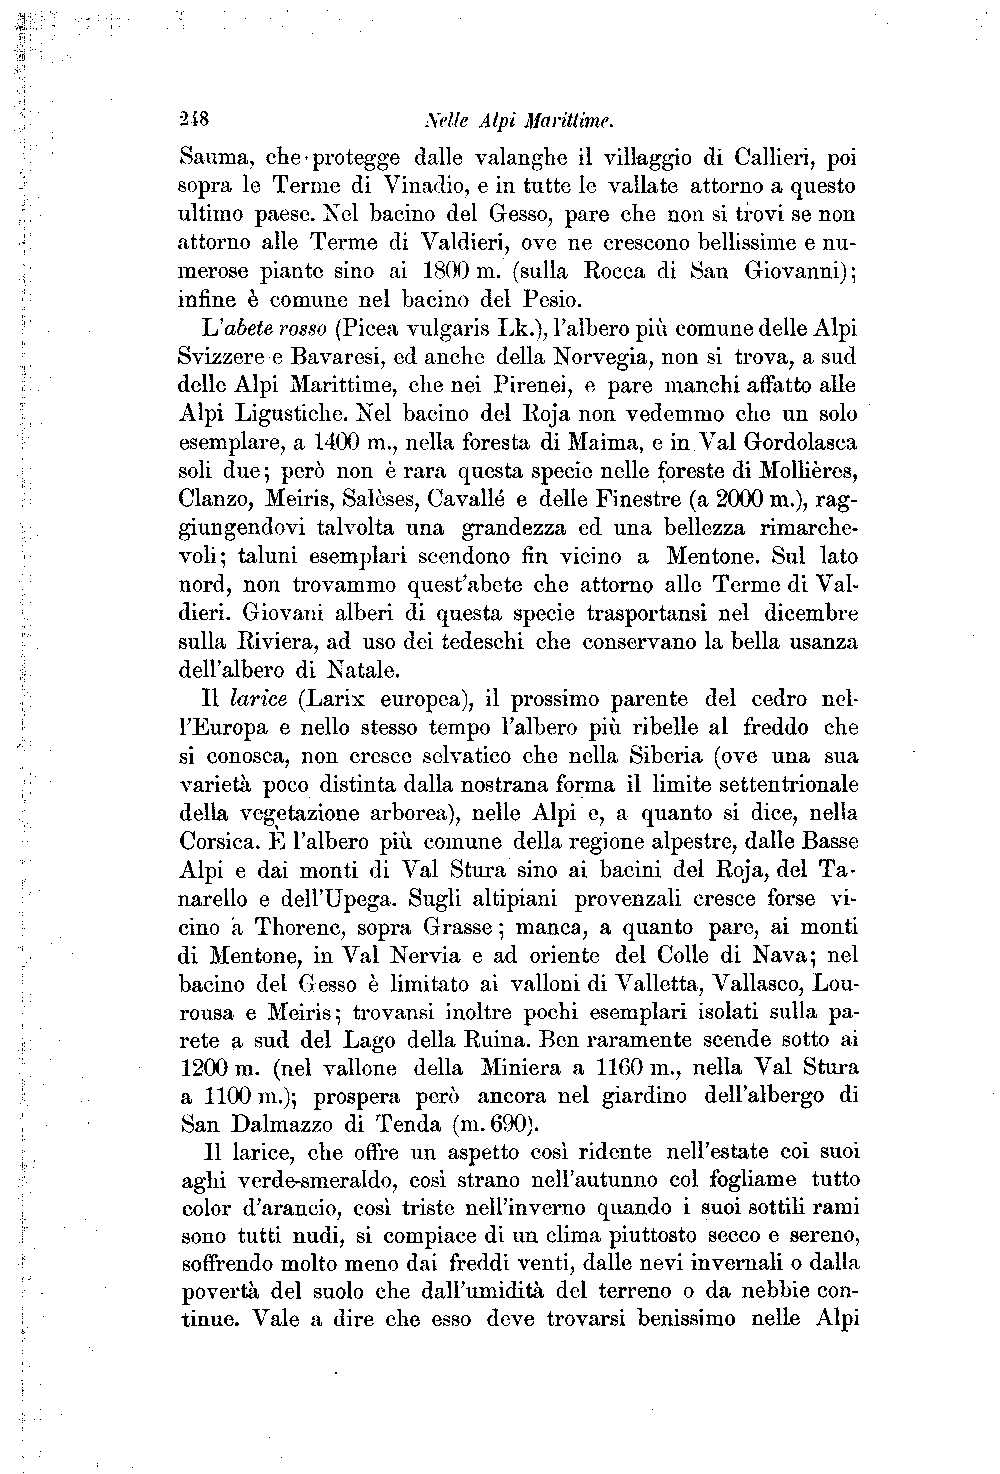 248 Nelle Alpi Marittime.
Sauma, che protegge dalle valanghe il villaggio di Callieri, poi
sopra le Terme di Vinadio, e in tutte le vallate attorno a questo
ultimo paese. Nel bacino del Gesso, pare che non si trovi se non
attorno alle Terme di Valdieri, ove ne crescono bellissime e nu-
merose piante sino ai 1800 m. (sulla Rocca di San Giovanni);
infine è comune nel bacino del Pesio.
L'abete rosso (Picea vulgaris Lk.), l'albero più comune delle Alpi
Svizzere e Bavaresi, ed anche della Norvegia, non si trova, a sud
delle Alpi Marittime, che nei Pirenei, e pare manchi affatto alle
Alpi Ligustiche. Nel bacino del Roja non vedemmo che un solo
esemplare, a 1400 m., nella foresta di Maima, e in Val Gordolasca
soli due; però non è rara questa specie nelle foreste di Mollières,
Clanzo, Meiris, Salèses, Cavallé e delle Finestre (a 2000 m.), rag-
giungendovi talvolta una grandezza ed una bellezza rimarche-
voli; taluni esemplari scendono fin vicino a Mentone. Sul lato
nord, non trovammo quest'abete che attorno alle Terme di Val-
dieri. Giovani alberi di questa specie trasportansi nel dicembre
sulla Riviera, ad uso dei tedeschi che conservano la bella usanza
dell'albero di Natale.
Il larice (Larix europea), il prossimo parente del cedro nel-
l'Europa e nello stesso tempo l'albero più ribelle al freddo che
si conosca, non cresce selvatico che nella Siberia (ove una sua
varietà poco distinta dalla nostrana forma il limite settentrionale
della vegetazione arborea), nelle Alpi e, a quanto si dice, nella
Corsica. È l'albero più comune della regione alpestre, dalle Basse
Alpi e dai monti di Val Stura sino ai bacini del Roja, del Ta-
narello e dell'Upega. Sugli altipiani provenzali cresce forse vi-
cino a Thorenc, sopra Grasse; manca, a quanto pare, ai monti
di Mentone, in Val Nervia e ad oriente del Colle di Nava; nel
bacino del Gesso è limitato ai valloni di Valletta, Vallasco, Lou-
rousa e Meiris; trovansi inoltre pochi esemplari isolati sulla pa-
rete a sud del Lago della Ruina. Ben raramente scende sotto ai
1200 m. (nel vallone della Miniera a 1160 m., nella Val Stura
a 1100 m.); prospera però ancora nel giardino dell'albergo di
San Dalmazzo di Tenda (m. 690).
Il larice, che offre un aspetto così ridente nell'estate coi suoi
aghi verde-smeraldo, così strano nell'autunno col fogliame tutto
color d'arancio, così triste nell'inverno quando i suoi sottili rami
sono tutti nudi, si compiace di un clima piuttosto secco e sereno,
soffrendo molto meno dai freddi venti, dalle nevi invernali o dalla
povertà del suolo che dall'umidità del terreno o da nebbie con-
tinue. Vale a dire che esso deve trovarsi benissimo nelle Alpi